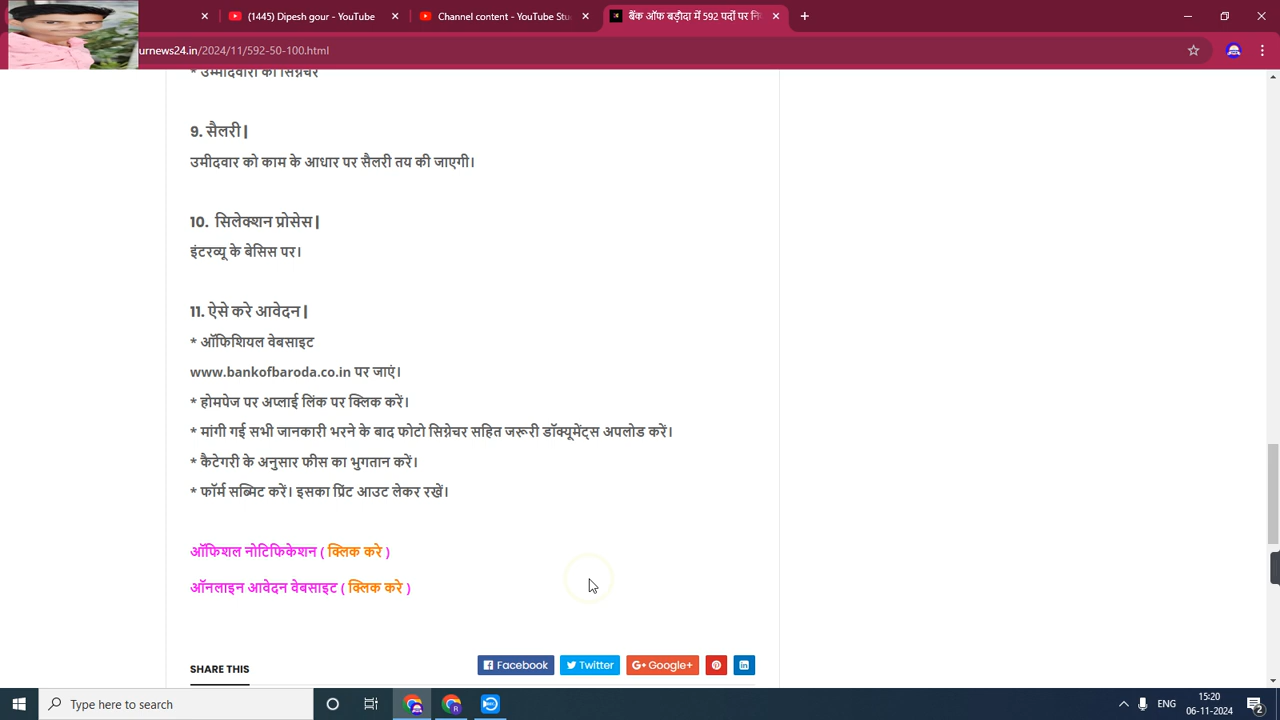 (1445) Dipesh gour - YouTube
Channel content - YouTube Stu
बैंक ऑफ बड़ौदा में 592 पदों पर नि
urnews24.in/2024/11/592-50-100.html
* उम्मीदवारों का सिग्नेचर
9. सैलरी |
उमीदवार को काम के आधार पर सैलरी तय की जाएगी।
10. सिलेक्शन प्रोसेस |
इंटरव्यू के बेसिस पर।
11. ऐसे करे आवेदन |
* ऑफिशियल वेबसाइट
www.bankofbaroda.co.in पर जाएं।
* होमपेज पर अप्लाई लिंक पर क्लिक करें।
* मांगी गई सभी जानकारी भरने के बाद फोटो सिग्नेचर सहित जरूरी डॉक्यूमेंट्स अपलोड करें।
* कैटेगरी के अनुसार फीस का भुगतान करें।
* फॉर्म सब्मिट करें। इसका प्रिंट आउट लेकर रखें।
ऑफिशल नोटिफिकेशन ( क्लिक करे )
ऑनलाइन आवेदन वेबसाइट ( क्लिक करे )
SHARE THIS
Facebook
Twitter
G+ Google+
Type here to search
ENG
15:20
06-11-2024
2